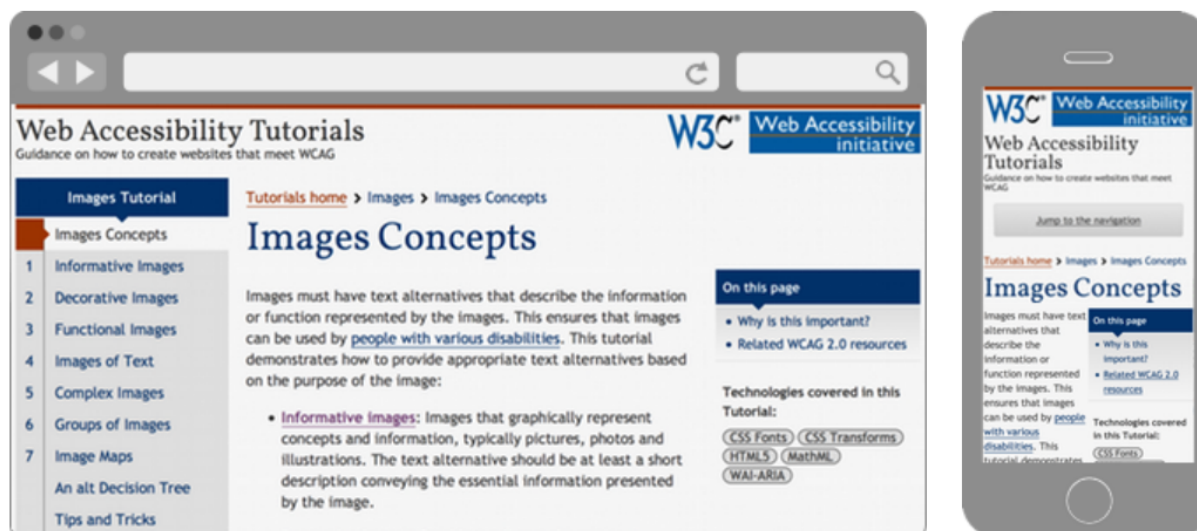 Web Accessibility Tutorials
Guidance on how to create websites that meet WCAG
W3C®
Web Accessibility
initiative
Images Tutorial
Images Concepts
1 Informative Images
2 Decorative Images
3 Functional Images
4 Images of Text
5 Complex Images
6 Groups of Images
7 Image Maps
An alt Decision Tree
Tips and Tricks
Tutorials home > Images > Images Concepts
Images Concepts
Images must have text alternatives that describe the information
or function represented by the images. This ensures that images
can be used by people with various disabilities. This tutorial
demonstrates how to provide appropriate text alternatives based
on the purpose of the image:
• Informative images: Images that graphically represent
concepts and information, typically pictures, photos and
illustrations. The text alternative should be at least a short
description conveying the essential information presented
by the image.
On this page
• Why is this important?
• Related WCAG 2.0 resources
Technologies covered in this
Tutorial:
CSS Fonts CSS Transforms
HTML5 MathML
WAI-ARIA
W3C®
Web Accessibility
initiative
Web Accessibility
Tutorials
Guidance on how to create websites that meet
WCAG
Jump to the navigation
Tutorials home > Images > Images Concepts
Images Concepts
Images must have text
alternatives that
describe the
information or
function represented
by the images. This
ensures that images
can be used by people
with various
disabilities. This
tutorial demonstrates
On this page
• Why is this
important?
• Related WCAG 2.0
resources
Technologies covered
in this Tutorial:
CSS Fonts